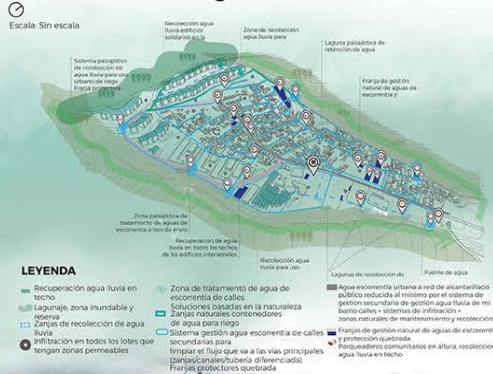 Escala: Sin escala
Recolección agua
lluvia edificios
solidarios en la
Zona de recolección
agua lluvia para
Laguna paisajística de
retención de agua
Sistema paisajístico
de recolección de
agua lluvia para uso
urbano de riego
Franja protectora
Franja de gestión
natural de aguas de
escorrentía y
Zona paisajística de
tratamiento de aguas de
escorrentía antes de envío
Recuperación de agua
lluvia en todos los techos
de los edificios intervenidos
Recolección agua
lluvia para uso
Lagunas de recolección de
Fuente de agua
LEYENDA
Recuperación agua lluvia en
techo
Lagunaje, zona inundable y
reserva
Zanjas de recolección de agua
lluvia
Infiltración en todos los lotes que
tengan zonas permeables
Zona de tratamiento de agua de
escorrentía de calles
Soluciones basadas en la naturaleza
Zanjas naturales contenedores
de agua para riego
Sistema gestión agua escorrentía de calles
secundarias para
limpiar el flujo que va a las vías principales
(zanjas/canales/tubería diferenciada)
Franjas protectores quebrada
Agua escorrentía urbana a red de alcantarillado
público reducida al mínimo por el sistema de
gestión secundario de gestión agua lluvia de mi
barrio calles + sistemas de infiltración +
zonas naturales de mantenimiento y recolección
Franjas de gestión natural de aguas de escorrentía
y protección quebrada
Parqueaderos comunitarios en altura, recolección
agua lluvia en techo